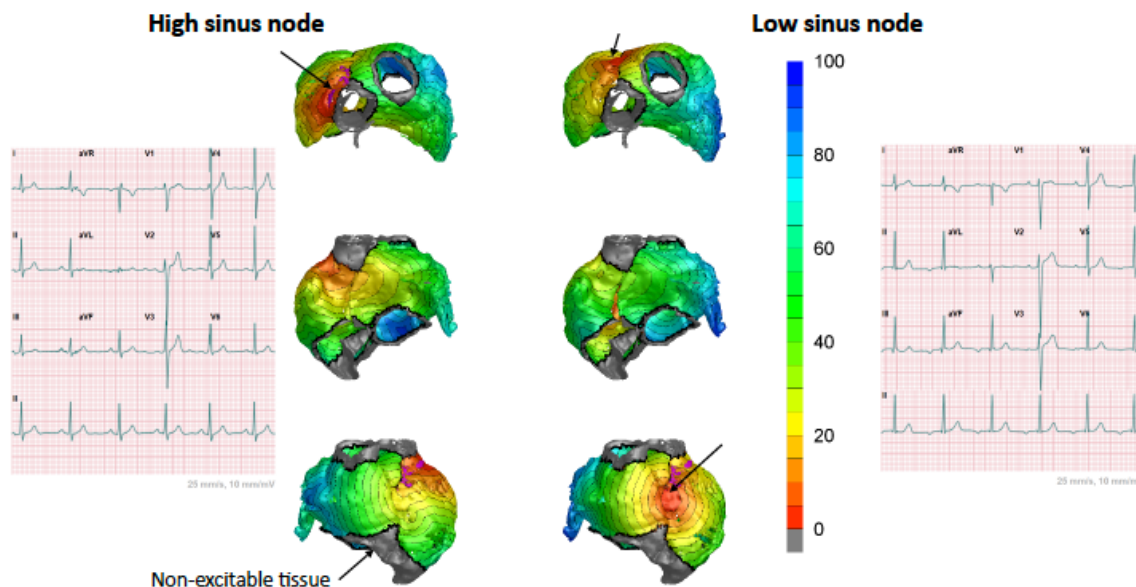 High sinus node
Low sinus node
100
80
60
40
20
0
I aVR V1 V4
II aVL V2 V5
III aVF V3 V6
II
25 mm/s, 10 mm/mV
I aVR V1 V4
II aVL V2 V5
III aVF V3 V6
II
25 mm/s, 10 mm/m
Non-excitable tissue